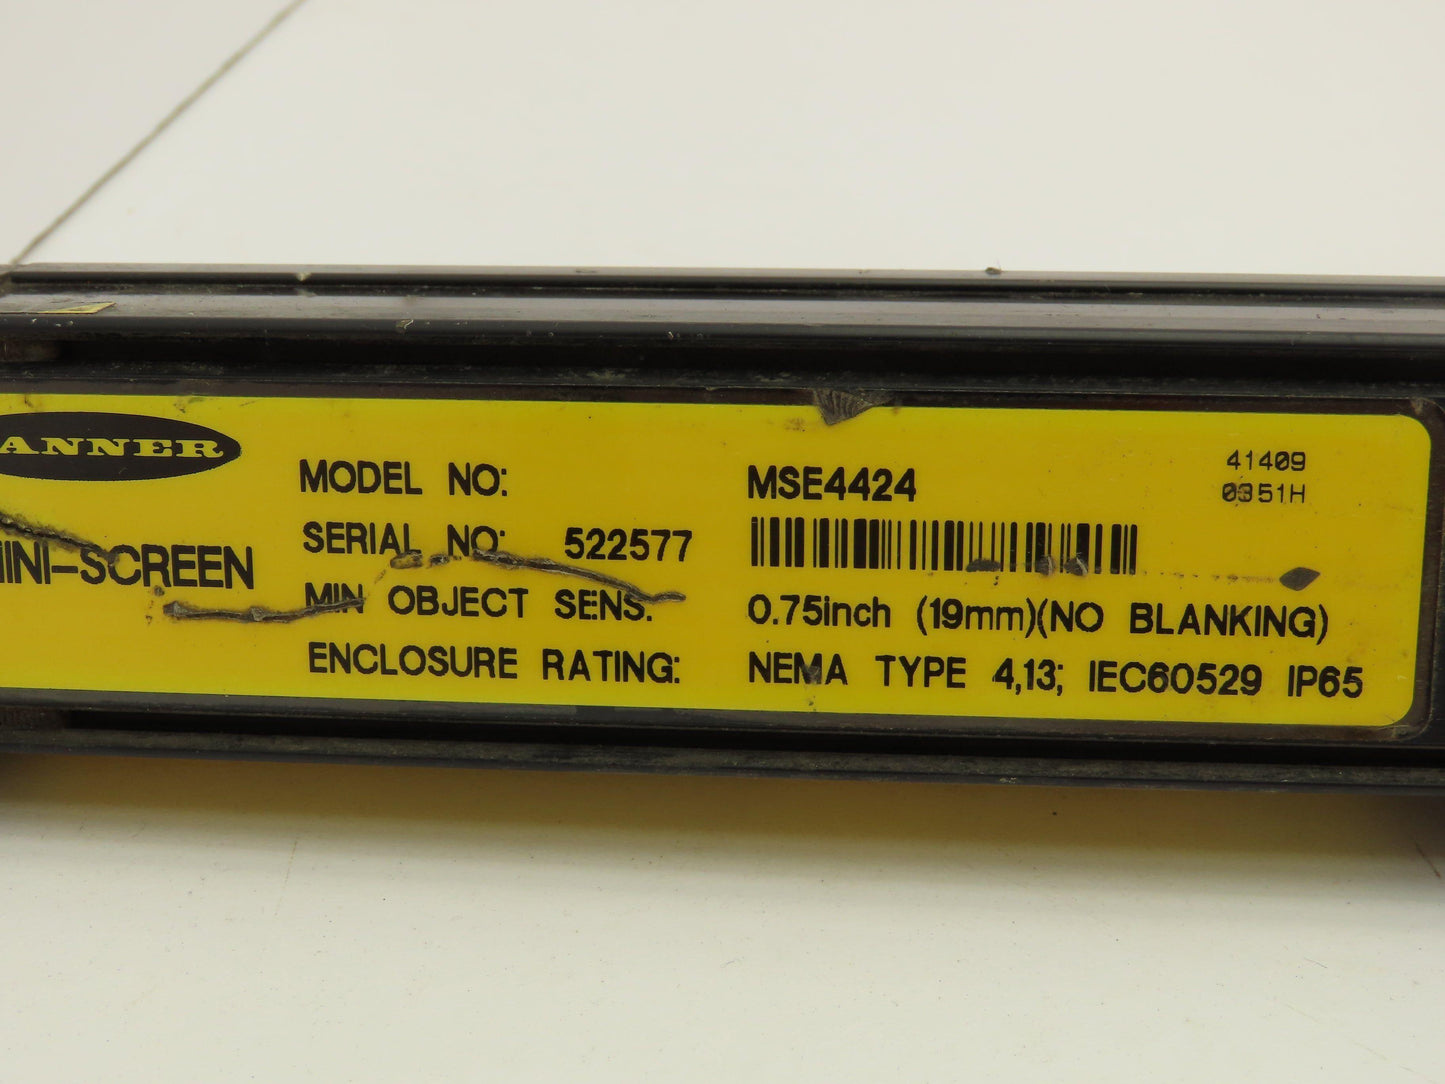 ANNER
MINI-SCREEN
MODEL NO: MSE4424
SERIAL NO: 522577
MIN OBJECT SENS. 0.75inch (19mm)(NO BLANKING)
ENCLOSURE RATING: NEMA TYPE 4,13; IEC60529 IP65
41409
0351H